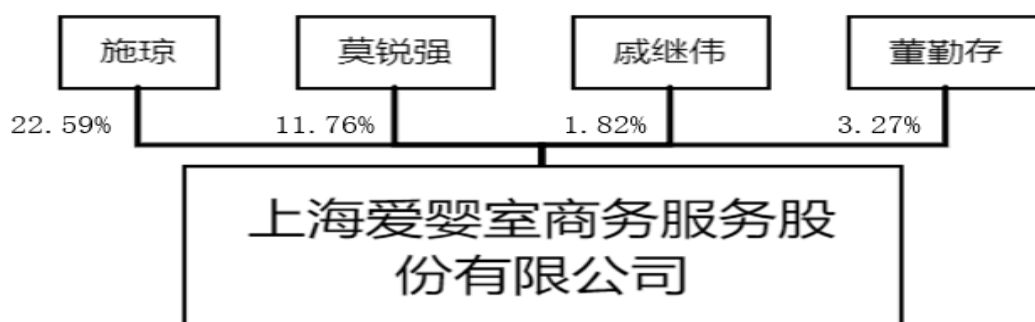 施琼 莫锐强 戚继伟 董勤存
22.59% 11.76% 1.82% 3.27%
上海爱婴室商务服务股
份有限公司